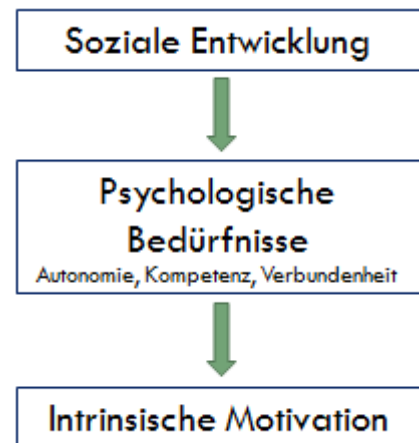 Soziale Entwicklung
Psychologische
Bedürfnisse
Autonomie, Kompetenz, Verbundenheit
Intrinsische Motivation